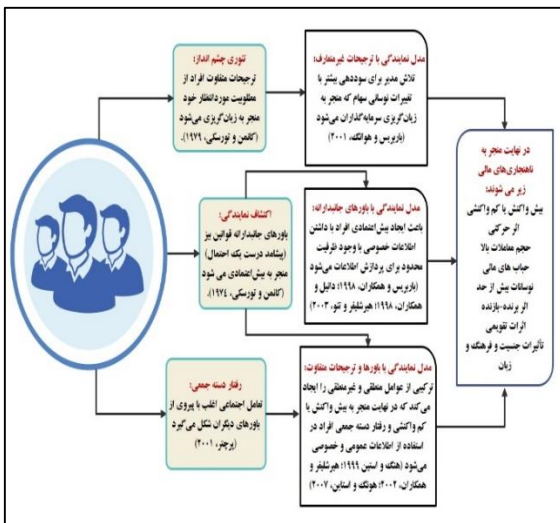 تئوری چشم انداز:
ترجیحات متفاوت افراد از
مطلوبیت موردانتظار خود
منجر به زیان‌گریزی می‌شود
(کانمن و تورسکی، ۱۹۷۹).
مدل نمایندگی با ترجیحات غیرمتعارف:
تلاش مدیر برای سوددهی بیشتر با
تغییرات نوسانی سهام که منجر به
زیان‌گریزی سرمایه‌گذاران می‌شود
(باربریس و هوانگ، ۲۰۰۱)
اکتشاف نمایندگی:
باورهای جانبدارانه قوانین بیز
(پیشامد درست یک احتمال)
منجر به بیش‌اعتمادی می شود
(کانمن و تورسکی، ۱۹۷٤).
مدل نمایندگی با باورهای جانبدارانه:
باعث ایجاد بیش‌اعتمادی افراد با داشتن
اطلاعات خصوصی با وجود ظرفیت
محدود برای پردازش اطلاعات می‌شود
(باربریس و همکاران، ۱۹۹۸؛ دانیل و
همکاران، ۱۹۹۸؛ هیرشلیفر و تئو، ۲۰۰۳)
رفتار دسته جمعی:
تعامل اجتماعی اغلب با پیروی از
باورهای دیگران شکل می‌گیرد
(پرچتر، ۲۰۰۱)
مدل نمایندگی با باورها و ترجیحات متفاوت:
ترکیبی از عوامل منطقی و غیرمنطقی را ایجاد
می‌کند که در نهایت منجر به بیش واکنش یا
کم واکنشی و رفتار دسته جمعی افراد در
استفاده از اطلاعات عمومی و خصوصی
می‌شود (هنگ و استین ۱۹۹۹؛ هیرشلیفر و
همکاران، ۲۰۰۲؛ هونگ و استاین، ۲۰۰۷)
در نهایت منجر به
ناهنجاری‌های مالی
زیر می شوند:
بیش واکنش یا کم واکنشی
اثر حرکتی
حجم معاملات بالا
حباب های مالی
نوسانات بیش از حد
اثر برنده-بازنده
اثرات تقویمی
تأثیرات جنسیت و فرهنگ و
زبان